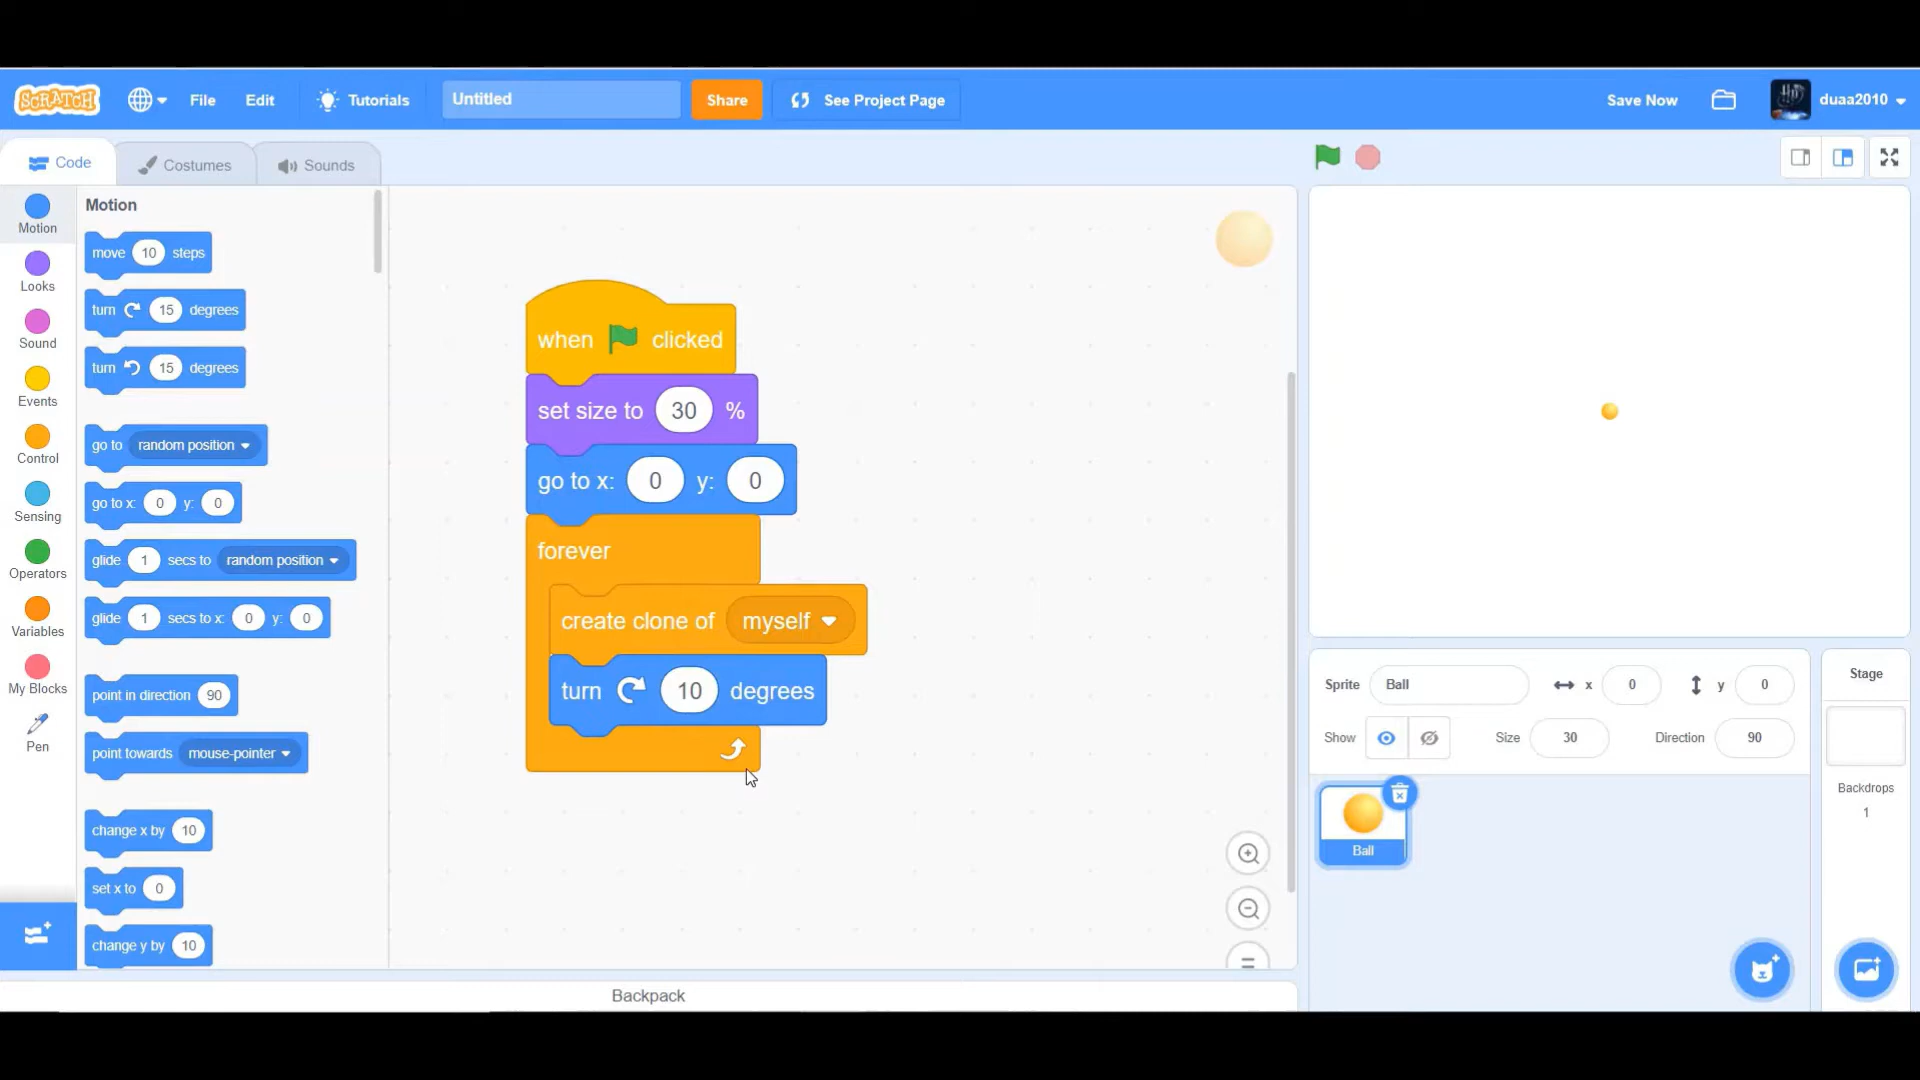 SCRATCH File Edit Tutorials Untitled Share See Project Page Save Now duaa2010
Code Costumes Sounds
Motion
Looks
Sound
Events
Control
Sensing
Operators
Variables
My Blocks
Pen
Motion
move 10 steps
turn 15 degrees
turn 15 degrees
go to random position
go to x: 0 y: 0
glide 1 secs to random position
glide 1 secs to x: 0 y: 0
point in direction 90
point towards mouse-pointer
change x by 10
set x to 0
change y by 10
when clicked
set size to 30 %
go to x: 0 y: 0
forever
create clone of myself
turn 10 degrees
Backpack
Sprite Ball x 0 y 0
Show Size 30 Direction 90
Ball
Stage
Backdrops
1